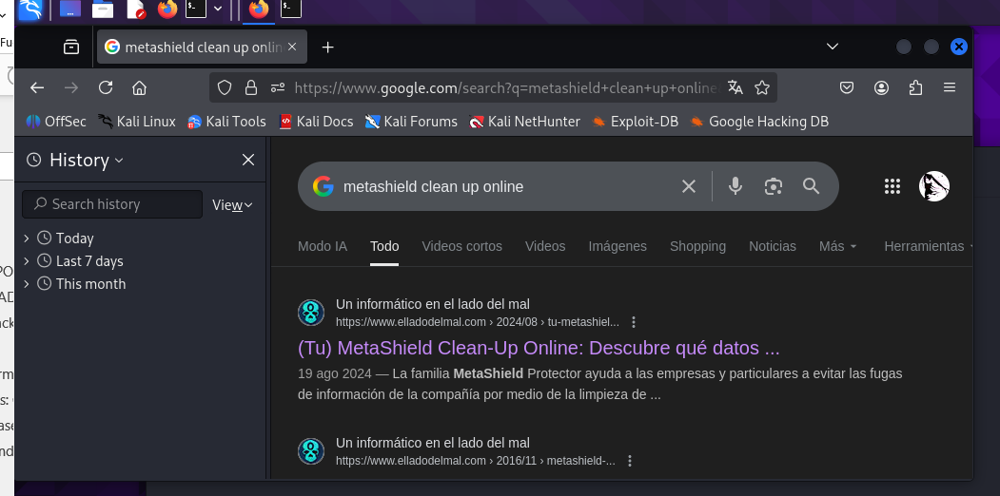 Fu
metashield clean up onlin
https://www.google.com/search?q=metashield+clean+up+online
OffSec
Kali Linux
Kali Tools
Kali Docs
Kali Forums
Kali NetHunter
Exploit-DB
Google Hacking DB
History
Search history
View
Today
Last 7 days
This month
metashield clean up online
Modo IA
Todo
Videos cortos
Videos
Imágenes
Shopping
Noticias
Más
Herramientas
Un informático en el lado del mal
https://www.elladodelmal.com › 2024/08 › tu-metashiel...
(Tu) MetaShield Clean-Up Online: Descubre qué datos ...
19 ago 2024 — La familia MetaShield Protector ayuda a las empresas y particulares a evitar las fugas
de información de la compañía por medio de la limpieza de ...
Un informático en el lado del mal
https://www.elladodelmal.com › 2016/11 › metashield-...